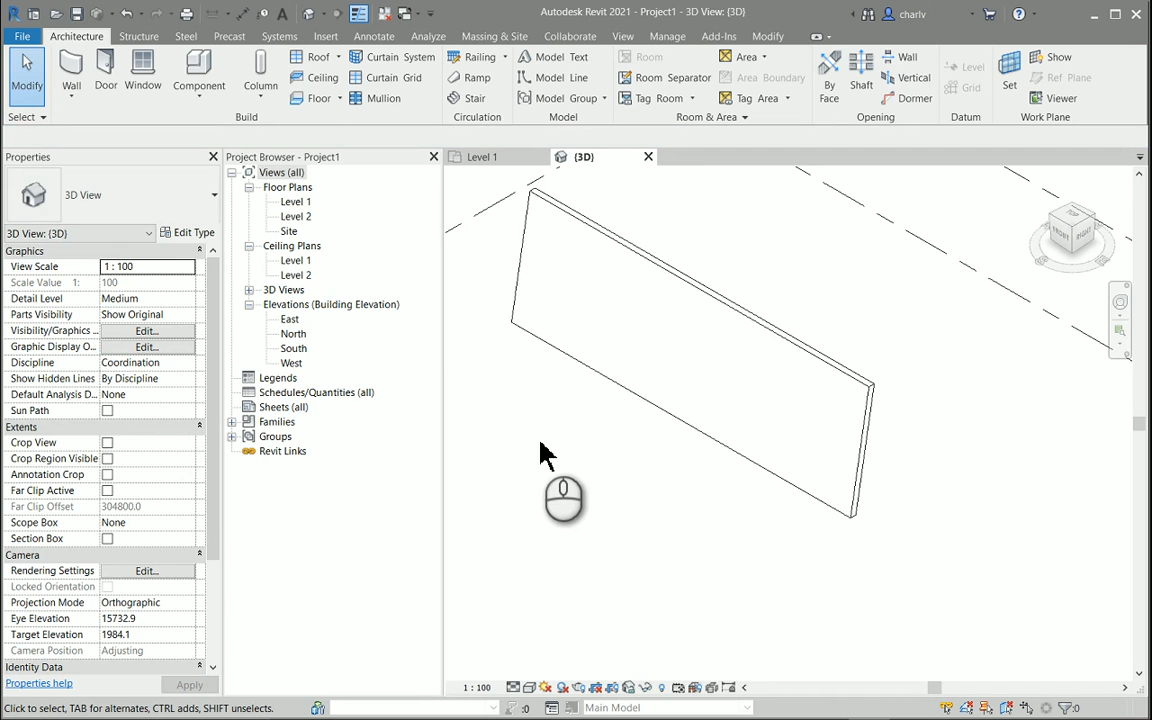 Autodesk Revit 2021 - Project1 - 3D View: {3D}
charlv
File Architecture Structure Steel Precast Systems Insert Annotate Analyze Massing & Site Collaborate View Manage Add-Ins Modify
Modify Wall Door Window Component Column
Roof Curtain System
Ceiling Curtain Grid
Floor Mullion
Railing
Ramp
Stair
Model Text
Model Line
Model Group
Room Area
Room Separator Area Boundary
Tag Room Tag Area
By Face
Shaft
Wall
Vertical
Dormer
Level
Grid
Set
Show
Ref Plane
Viewer
Select Build Circulation Model Room & Area Opening Datum Work Plane
Properties
3D View
3D View: {3D} Edit Type
Graphics
View Scale 1 : 100
Scale Value 1: 100
Detail Level Medium
Parts Visibility Show Original
Visibility/Graphics ... Edit...
Graphic Display O... Edit...
Discipline Coordination
Show Hidden Lines By Discipline
Default Analysis D... None
Sun Path
Extents
Crop View
Crop Region Visible
Annotation Crop
Far Clip Active
Far Clip Offset 304800.0
Scope Box None
Section Box
Camera
Rendering Settings Edit...
Locked Orientation
Projection Mode Orthographic
Eye Elevation 15732.9
Target Elevation 1984.1
Camera Position Adjusting
Identity Data
Properties help Apply
Project Browser - Project1
Views (all)
Floor Plans
Level 1
Level 2
Site
Ceiling Plans
Level 1
Level 2
3D Views
Elevations (Building Elevation)
East
North
South
West
Legends
Schedules/Quantities (all)
Sheets (all)
Families
Groups
Revit Links
Level 1 {3D}
TOP
FRONT RIGHT
1 : 100
Click to select, TAB for alternates, CTRL adds, SHIFT unselects. :0 Main Model :0